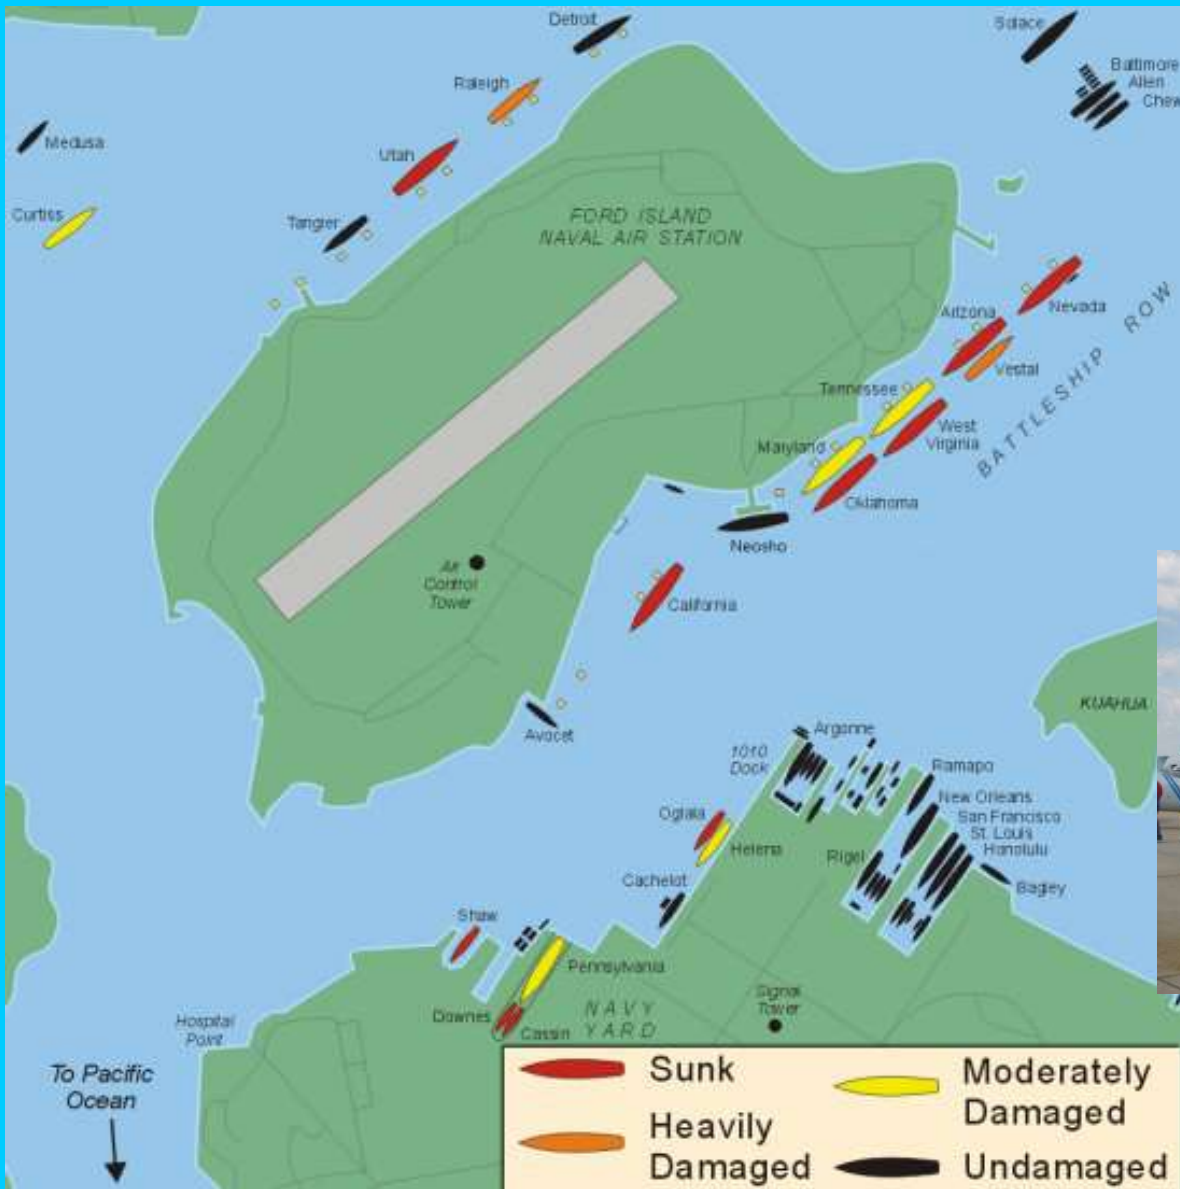 Detroit
Solace
Baltimore
Allen
Chew
Raleigh
Medusa
Utah
Curtiss
Tangier
FORD ISLAND
NAVAL AIR STATION
Nevada
Arizona
Vestal
BATTLESHIP ROW
Tennessee
West
Virginia
Maryland
Oklahoma
Neosho
Air
Control
Tower
California
KUAHUA
Avocet
1010
Dock
Argonne
Ramapo
New Orleans
San Francisco
St. Louis
Honolulu
Oglala
Helena
Rigel
Bagley
Cachelot
Shaw
Pennsylvania
Downes
Cassin
NAVY
YARD
Signal
Tower
Hospital
Point
To Pacific
Ocean
Sunk
Heavily
Damaged
Moderately
Damaged
Undamaged